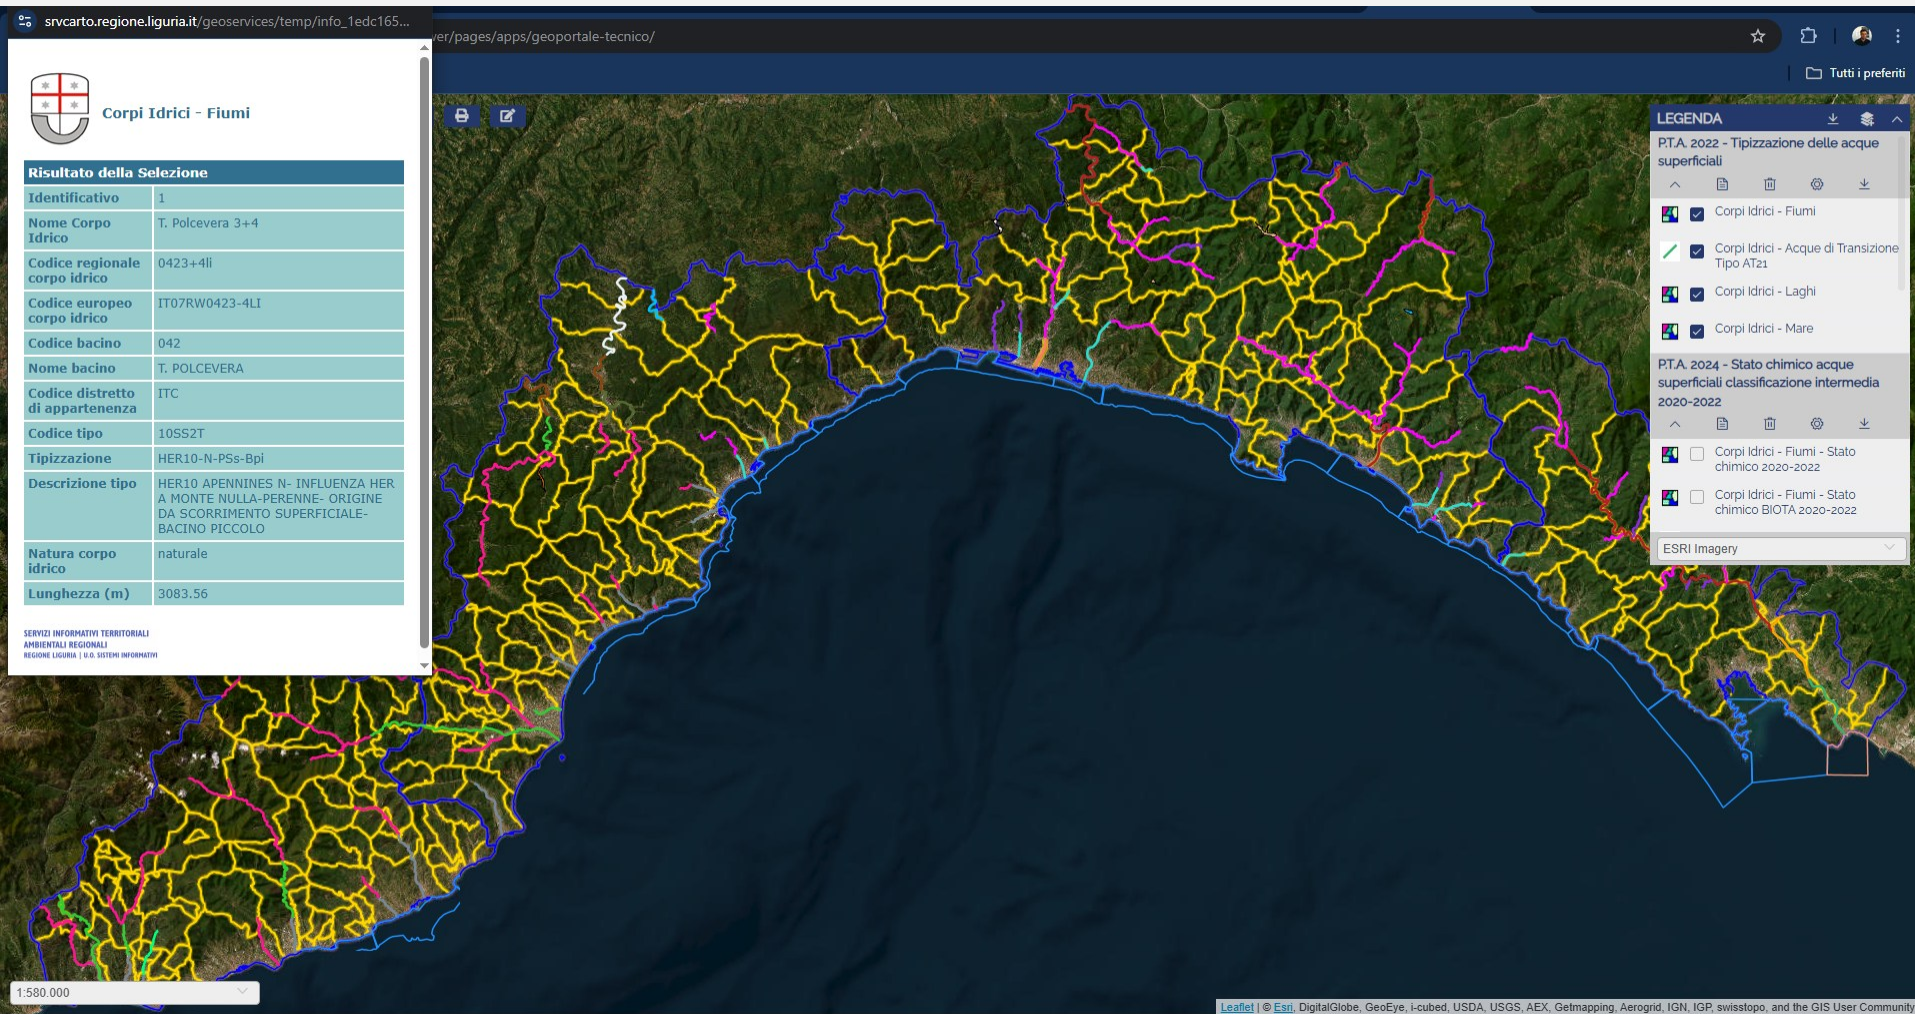 srvcarto.regione.liguria.it/geoservices/temp/info_1edc165...
ver/pages/apps/geoportale-tecnico/
Tutti i preferiti
Corpi Idrici - Fiumi
Risultato della Selezione
Identificativo 1
Nome Corpo
Idrico
T. Polcevera 3+4
Codice regionale
corpo idrico
0423+4li
Codice europeo
corpo idrico
IT07RW0423-4LI
Codice bacino 042
Nome bacino T. POLCEVERA
Codice distretto
di appartenenza
ITC
Codice tipo 10SS2T
Tipizzazione HER10-N-PSs-Bpi
Descrizione tipo HER10 APENNINES N- INFLUENZA HER
A MONTE NULLA-PERENNE- ORIGINE
DA SCORRIMENTO SUPERFICIALE-
BACINO PICCOLO
Natura corpo
idrico
naturale
Lunghezza (m) 3083.56
SERVIZI INFORMATIVI TERRITORIALI
AMBIENTALI REGIONALI
REGIONE LIGURIA | U.O. SISTEMI INFORMATIVI
LEGENDA
P.T.A. 2022 - Tipizzazione delle acque
superficiali
Corpi Idrici - Fiumi
Corpi Idrici - Acque di Transizione
Tipo AT21
Corpi Idrici - Laghi
Corpi Idrici - Mare
P.T.A. 2024 - Stato chimico acque
superficiali classificazione intermedia
2020-2022
Corpi Idrici - Fiumi - Stato
chimico 2020-2022
Corpi Idrici - Fiumi - Stato
chimico BIOTA 2020-2022
ESRI Imagery
1:580.000
Leaflet | © Esri, DigitalGlobe, GeoEye, i-cubed, USDA, USGS, AEX, Getmapping, Aerogrid, IGN, IGP, swisstopo, and the GIS User Community